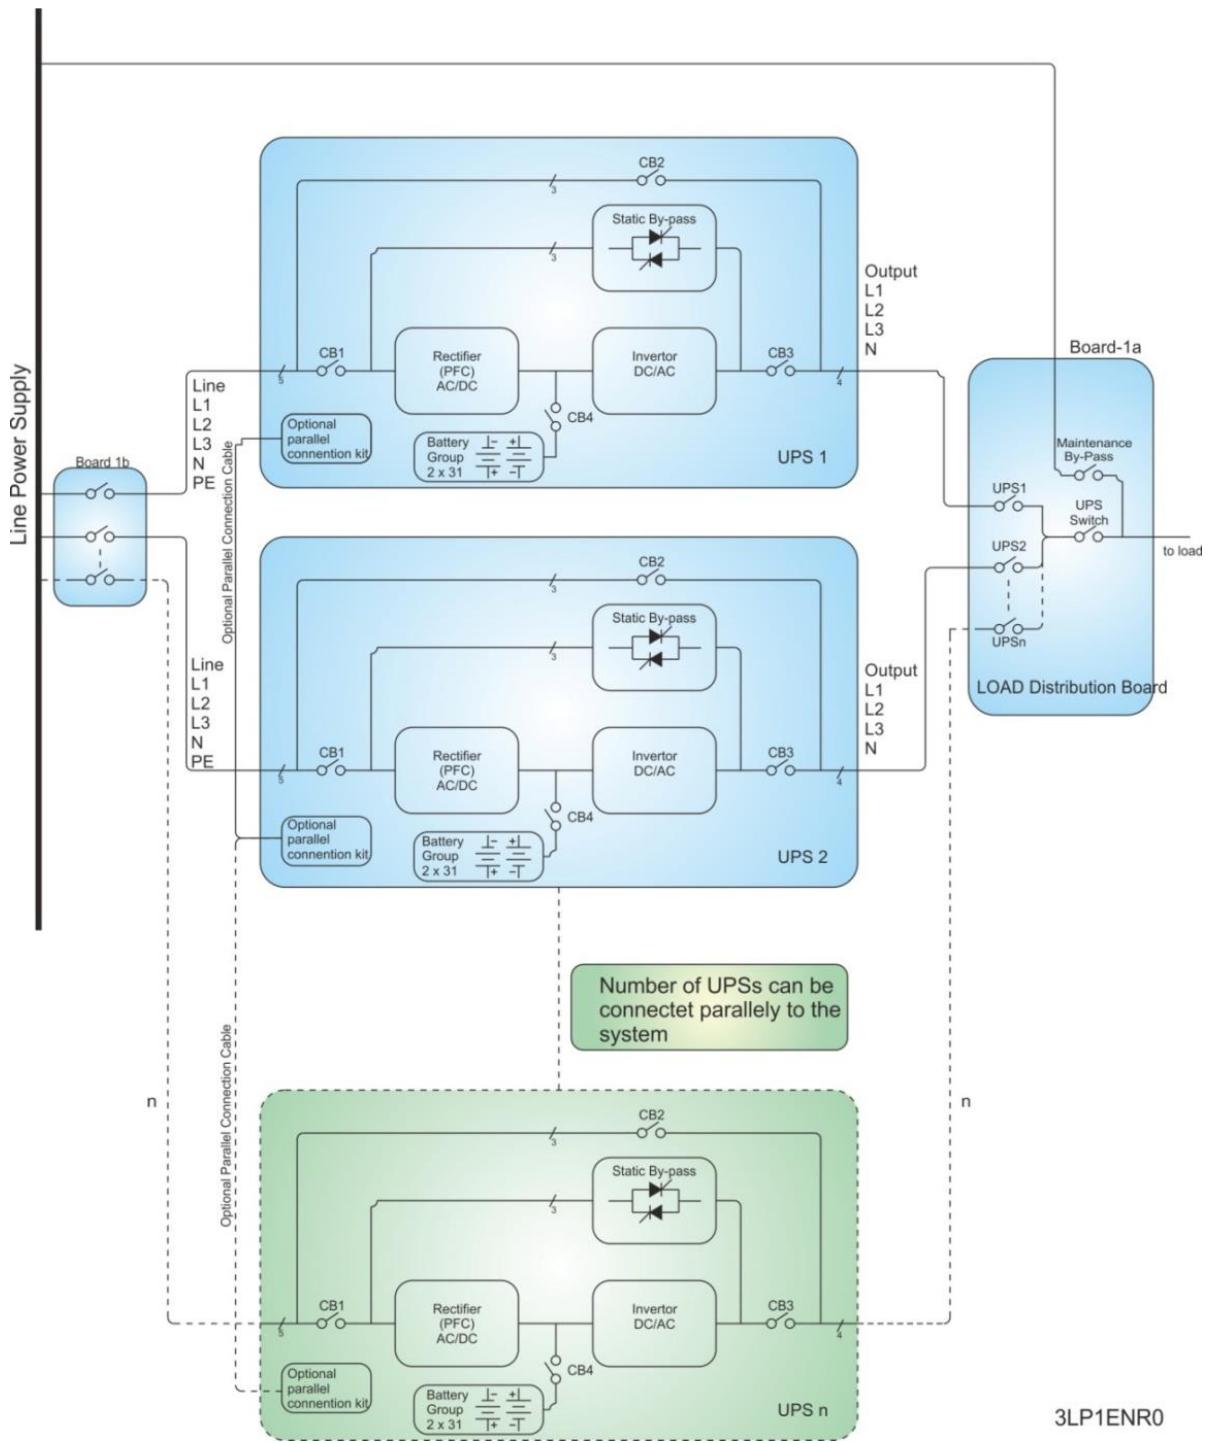 Line Power Supply
Board 1b
Line
L1
L2
L3
N
PE
Optional Parallel Connection Cable
CB2
3
Static By-pass
3
CB1
5
Rectifier
(PFC)
AC/DC
Invertor
DC/AC
CB3
4
CB4
Optional
parallel
connention kit
Battery
Group
2 x 31
UPS 1
Output
L1
L2
L3
N
Board-1a
Maintenance
By-Pass
UPS1
UPS
Switch
UPS2
to load
UPSn
LOAD Distribution Board
Line
L1
L2
L3
N
PE
CB2
3
Static By-pass
3
CB1
5
Rectifier
(PFC)
AC/DC
Invertor
DC/AC
CB3
4
CB4
Optional
parallel
connention kit
Battery
Group
2 x 31
UPS 2
Output
L1
L2
L3
N
Number of UPSs can be
connectet parallely to the
system
Optional Parallel Connection Cable
n
n
CB2
3
Static By-pass
3
CB1
5
Rectifier
(PFC)
AC/DC
Invertor
DC/AC
CB3
4
CB4
Optional
parallel
connention kit
Battery
Group
2 x 31
UPS n
3LP1ENR0